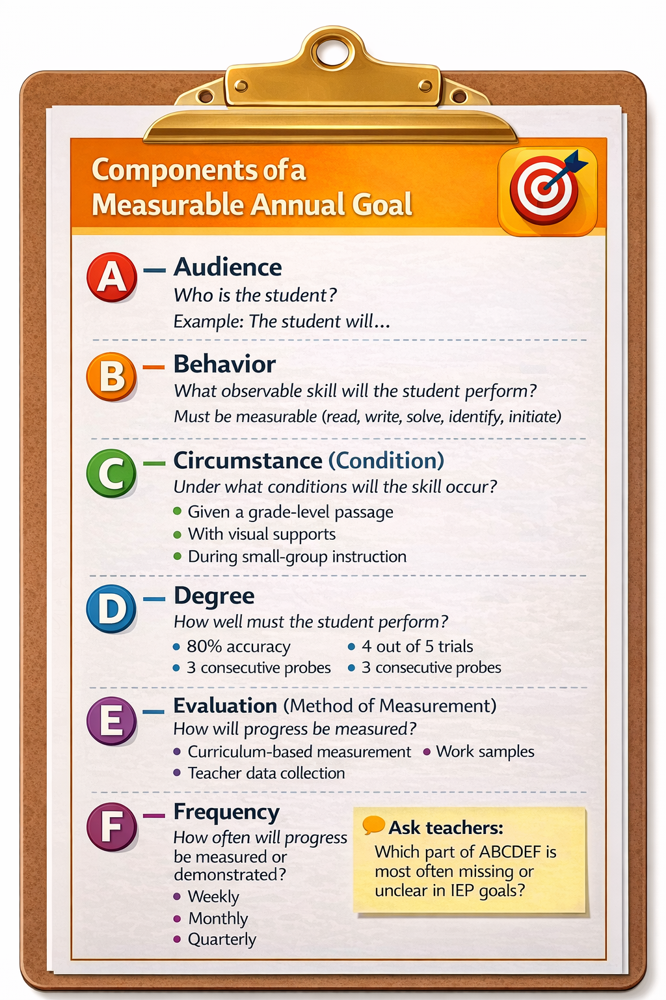 Components of a
Measurable Annual Goal
A — Audience
Who is the student?
Example: The student will...
B — Behavior
What observable skill will the student perform?
Must be measurable (read, write, solve, identify, initiate)
C — Circumstance (Condition)
Under what conditions will the skill occur?
• Given a grade-level passage
• With visual supports
• During small-group instruction
D — Degree
How well must the student perform?
• 80% accuracy • 4 out of 5 trials
• 3 consecutive probes • 3 consecutive probes
E — Evaluation (Method of Measurement)
How will progress be measured?
• Curriculum-based measurement • Work samples
• Teacher data collection
F — Frequency
How often will progress
be measured or
demonstrated?
• Weekly
• Monthly
• Quarterly
Ask teachers:
Which part of ABCDEF is
most often missing or
unclear in IEP goals?